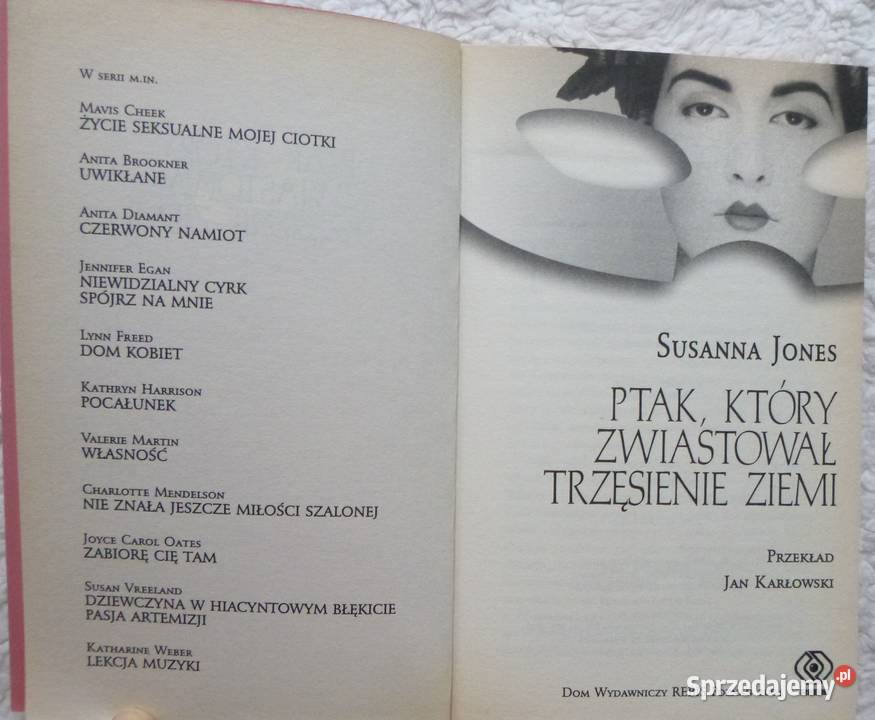 W SERII M.IN.
MAVIS CHEEK
ŻYCIE SEKSUALNE MOJEJ CIOTKI
ANITA BROOKNER
UWIKŁANE
ANITA DIAMANT
CZERWONY NAMIOT
JENNIFER EGAN
NIEWIDZIALNY CYRK
SPÓJRZ NA MNIE
LYNN FREED
DOM KOBIET
KATHRYN HARRISON
POCAŁUNEK
VALERIE MARTIN
WŁASNOŚĆ
CHARLOTTE MENDELSON
NIE ZNAŁA JESZCZE MIŁOŚCI SZALONEJ
JOYCE CAROL OATES
ZABIORĘ CIĘ TAM
SUSAN VREELAND
DZIEWCZYNA W HIACYNTOWYM BŁĘKICIE
PASJA ARTEMIZJI
KATHARINE WEBER
LEKCJA MUZYKI
SUSANNA JONES
PTAK, KTÓRY
ZWIASTOWAŁ
TRZĘSIENIE ZIEMI
PRZEKŁAD
JAN KARŁOWSKI
DOM WYDAWNICZY
Sprzedajemy.pl